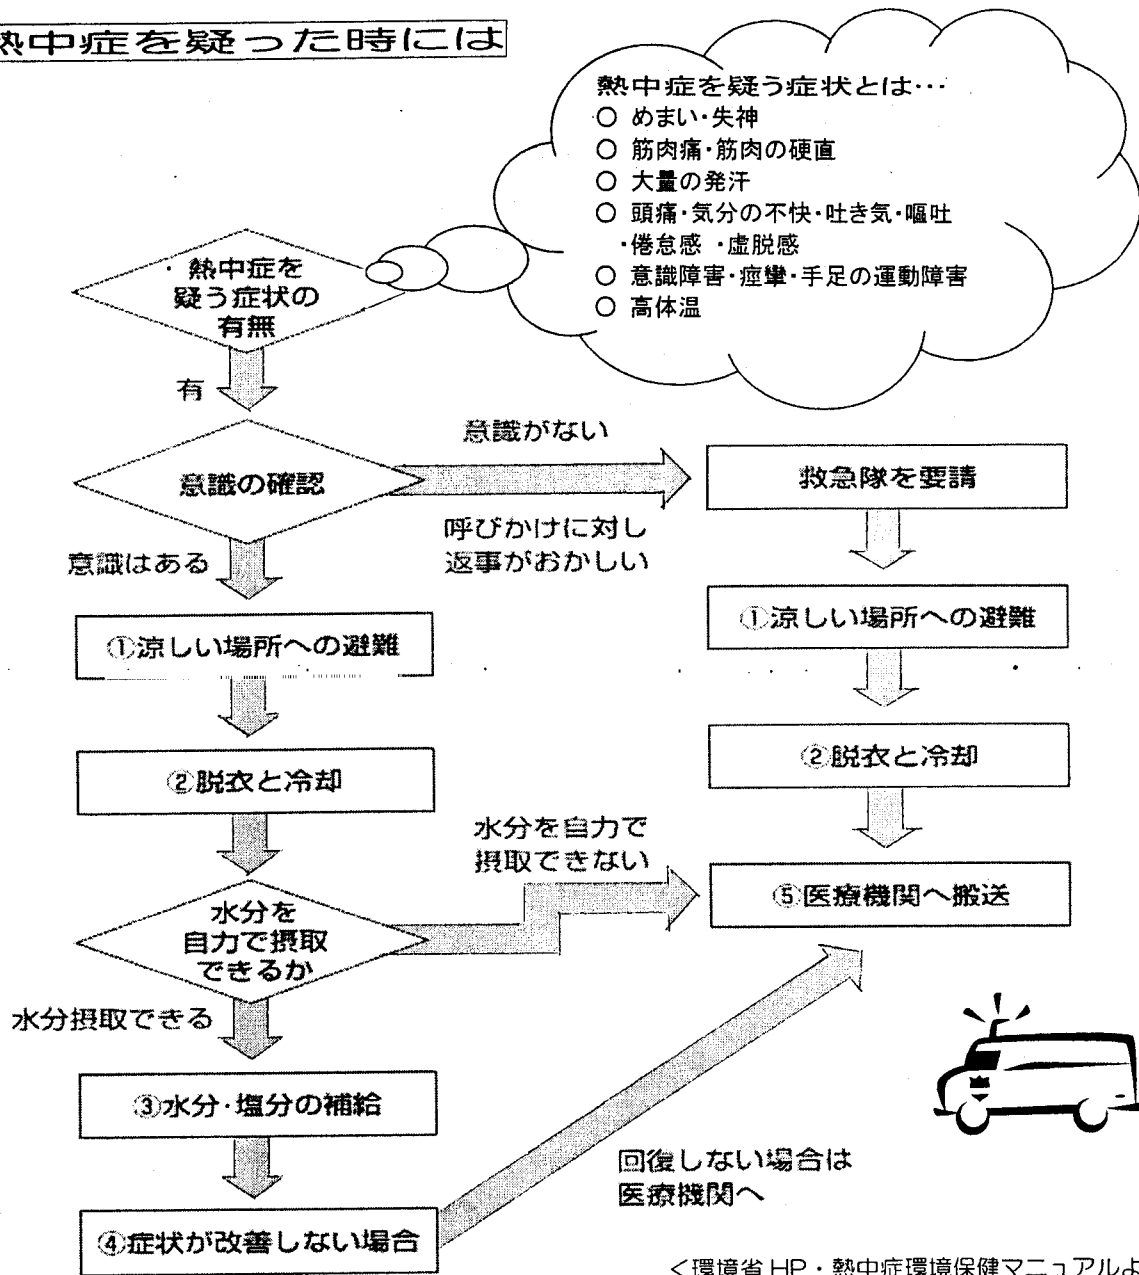 熱中症を疑った時には
熱中症を疑う症状とは…
○ めまい・失神
○ 筋肉痛・筋肉の硬直
○ 大量の発汗
○ 頭痛・気分の不快・吐き気・嘔吐
・倦怠感 ・虚脱感
○ 意識障害・痙攣・手足の運動障害
○ 高体温
熱中症を
疑う症状の
有無
有
意識の確認
意識がない
呼びかけに対し
返事がおかしい
救急隊を要請
意識はある
①涼しい場所への避難
①涼しい場所への避難
②脱衣と冷却
②脱衣と冷却
水分を自力で
摂取できない
水分を
自力で摂取
できるか
⑤医療機関へ搬送
水分摂取できる
③水分・塩分の補給
回復しない場合は
医療機関へ
④症状が改善しない場合
<環境省 HP・熱中症環境保健マニュアルよ